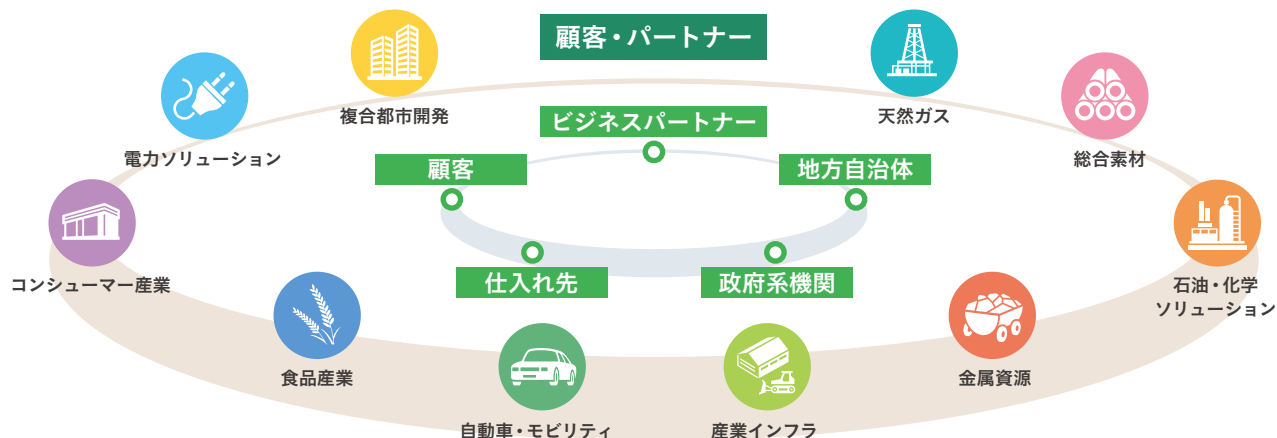 顧客・パートナー
複合都市開発
天然ガス
電力ソリューション
総合素材
ビジネスパートナー
顧客
地方自治体
仕入れ先
政府系機関
コンシューマー産業
石油・化学
ソリューション
食品産業
金属資源
自動車・モビリティ
産業インフラ